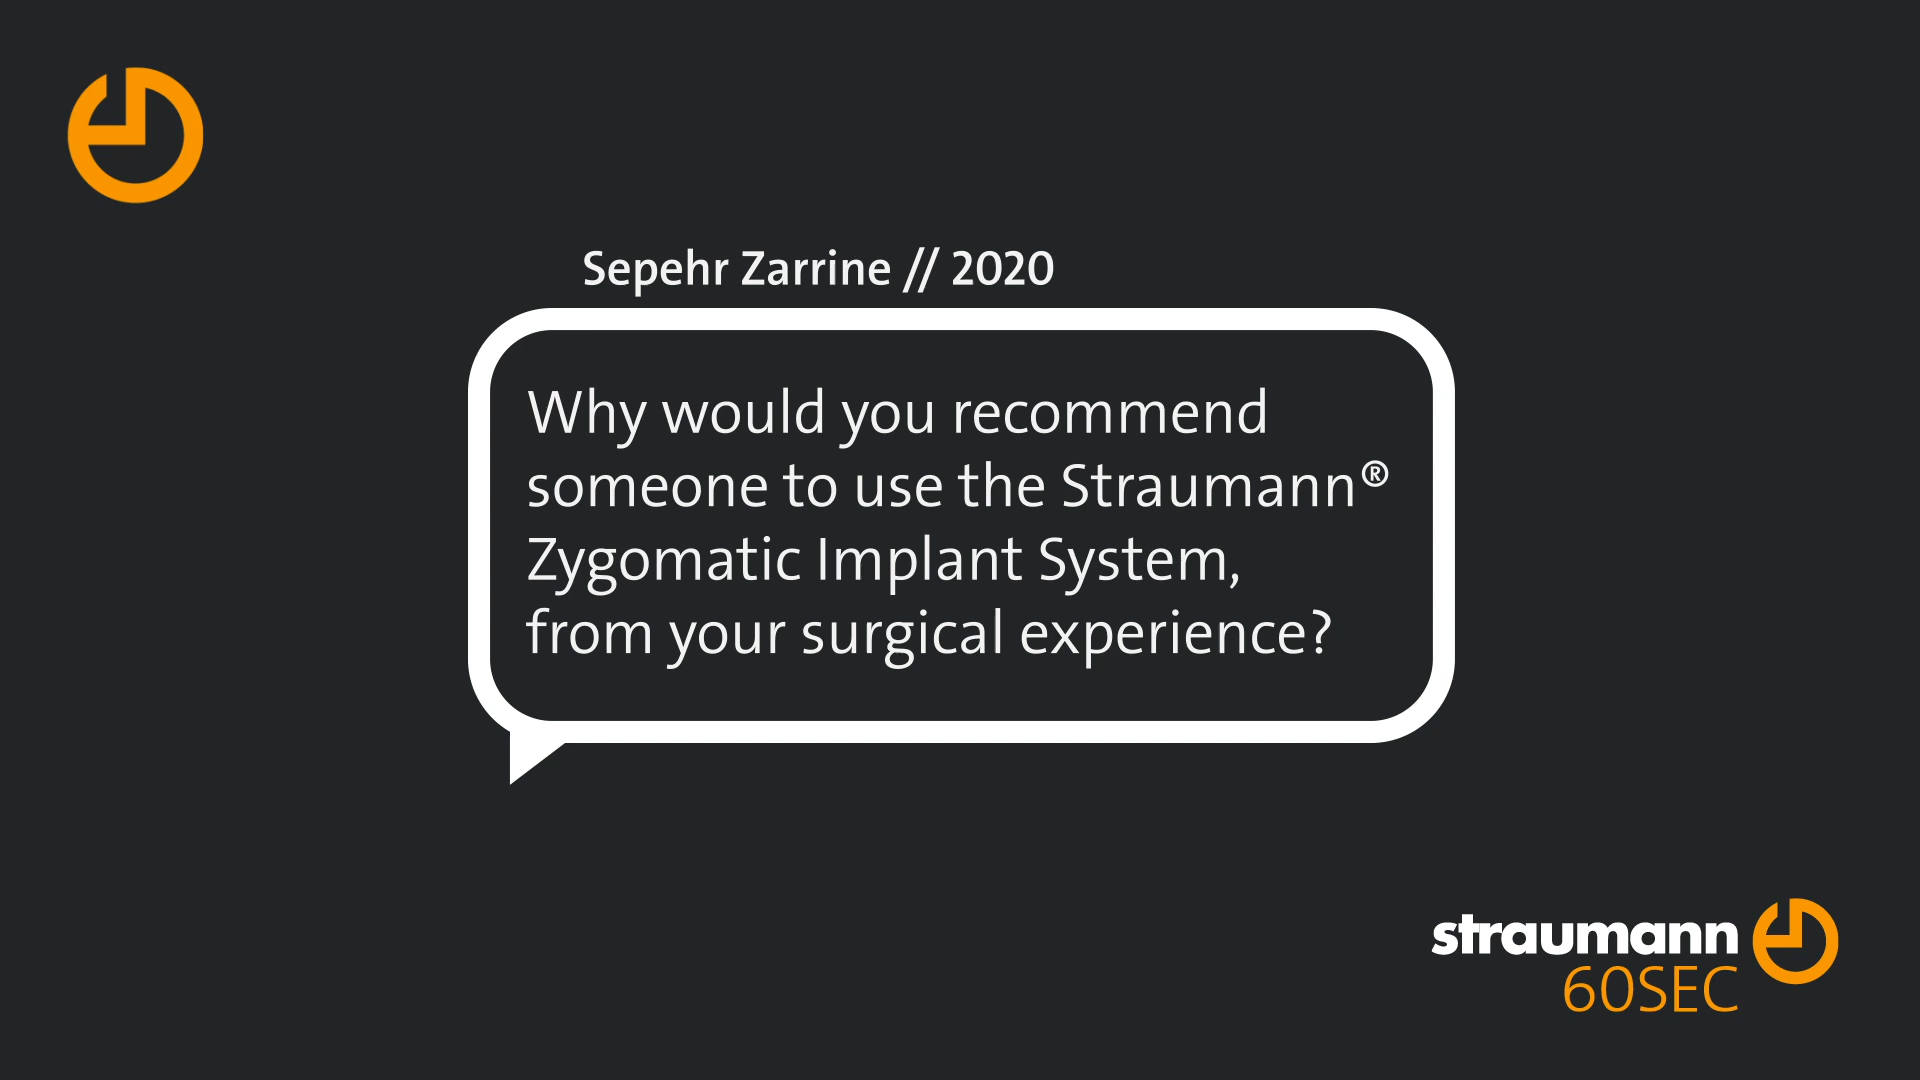 Sepehr Zarrine // 2020
Why would you recommend
someone to use the Straumann®
Zygomatic Implant System,
from your surgical experience?
straumann
60SEC